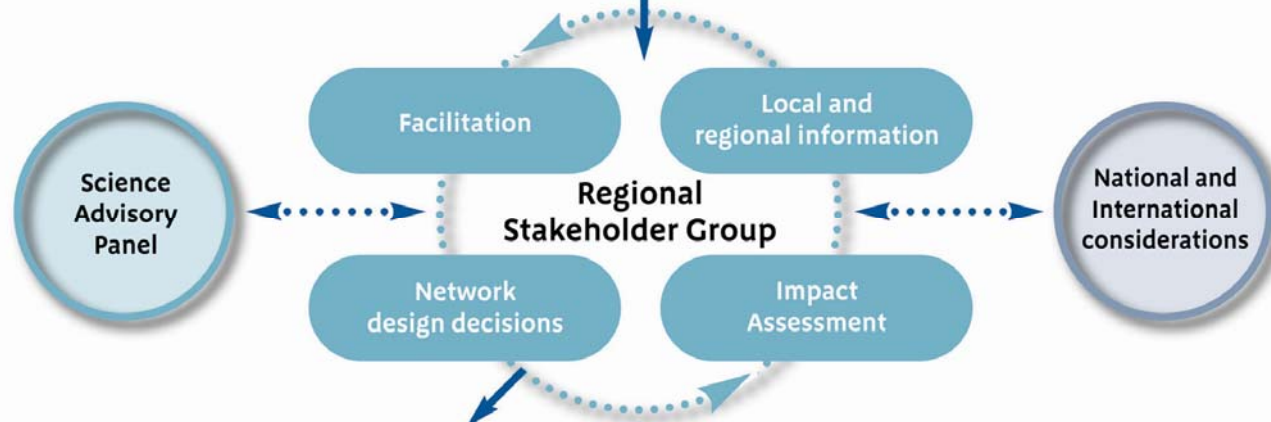 Facilitation
Local and
regional information
Science
Advisory
Panel
Regional
Stakeholder Group
National and
International
considerations
Network
design decisions
Impact
Assessment